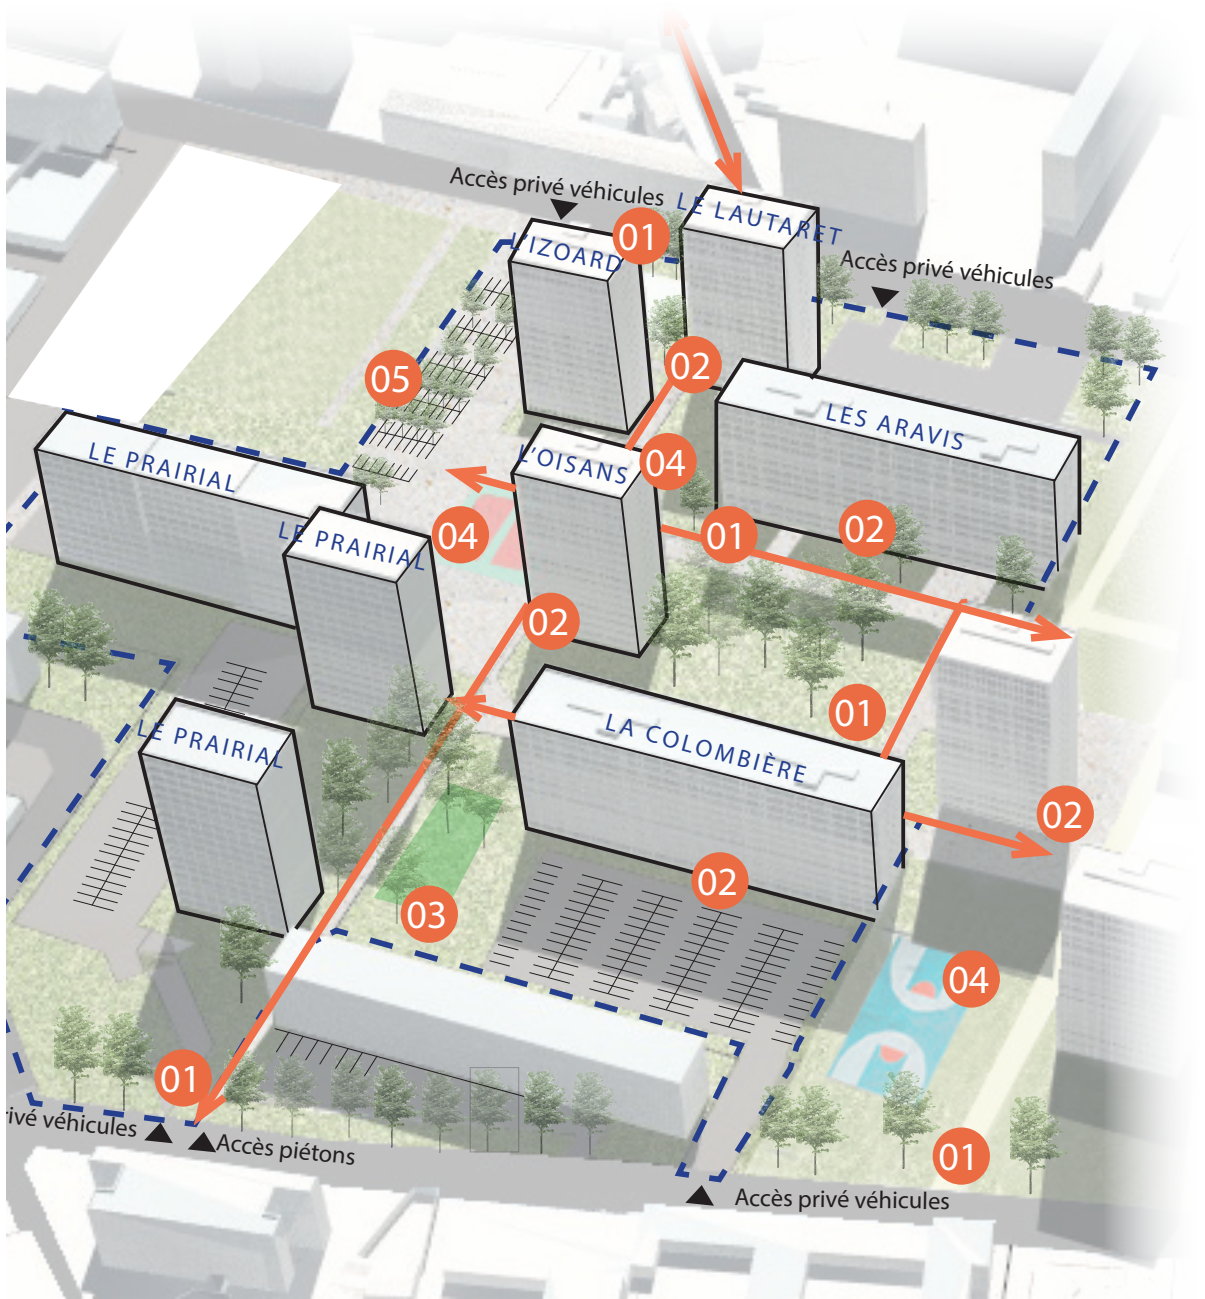 Accès privé véhicules
LE LAUTARET
01
L'IZOARD
Accès privé véhicules
02
05
LES ARAVIS
LE PRAIRIAL
L'OISANS
04
LE PRAIRIAL
04
01
02
02
01
LA COLOMBIÈRE
LE PRAIRIAL
02
02
03
04
01
rivé véhicules
Accès piétons
01
Accès privé véhicules